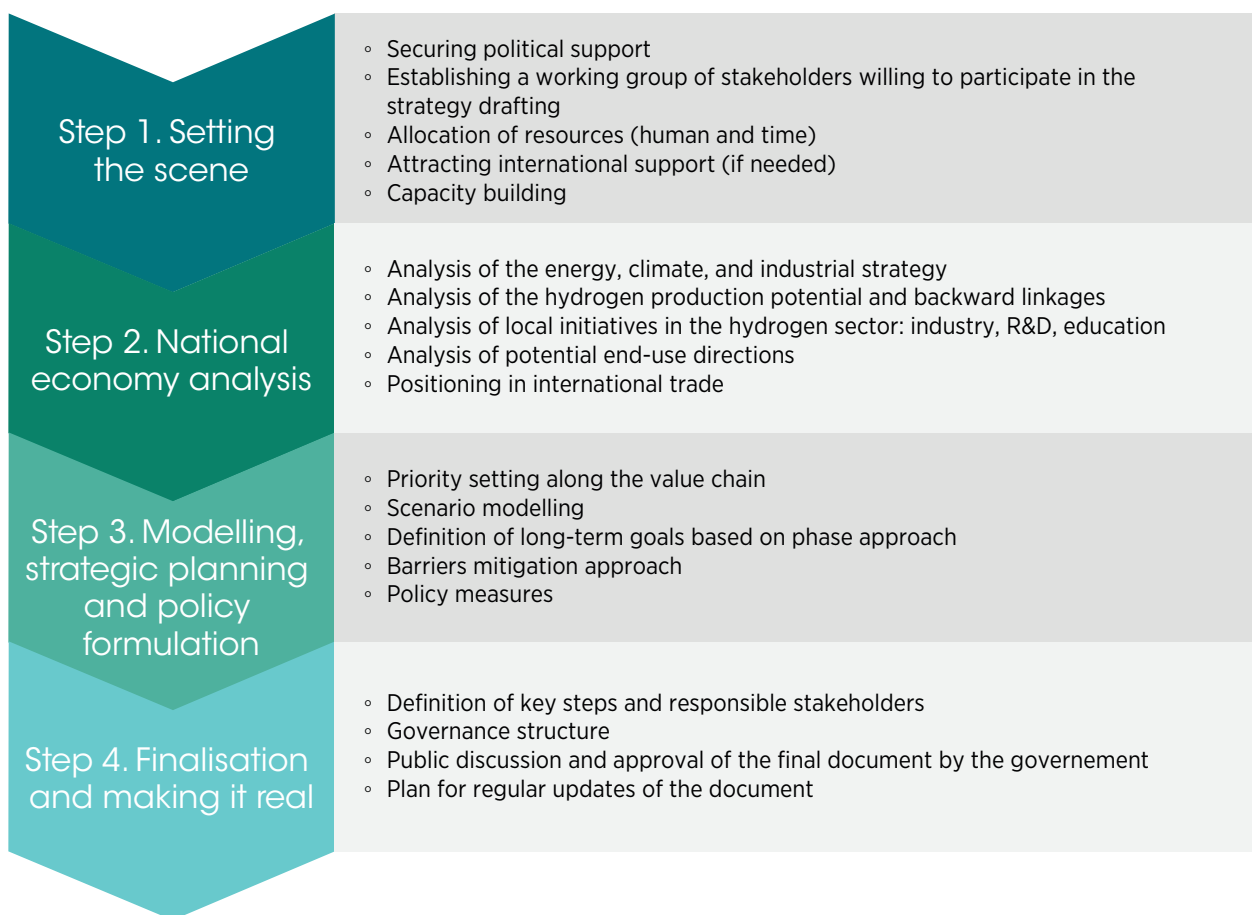 Step 1. Setting
the scene
◦ Securing political support
◦ Establishing a working group of stakeholders willing to participate in the
strategy drafting
◦ Allocation of resources (human and time)
◦ Attracting international support (if needed)
◦ Capacity building
Step 2. National
economy analysis
◦ Analysis of the energy, climate, and industrial strategy
◦ Analysis of the hydrogen production potential and backward linkages
◦ Analysis of local initiatives in the hydrogen sector: industry, R&D, education
◦ Analysis of potential end-use directions
◦ Positioning in international trade
Step 3. Modelling,
strategic planning
and policy
formulation
◦ Priority setting along the value chain
◦ Scenario modelling
◦ Definition of long-term goals based on phase approach
◦ Barriers mitigation approach
◦ Policy measures
Step 4. Finalisation
and making it real
◦ Definition of key steps and responsible stakeholders
◦ Governance structure
◦ Public discussion and approval of the final document by the governement
◦ Plan for regular updates of the document